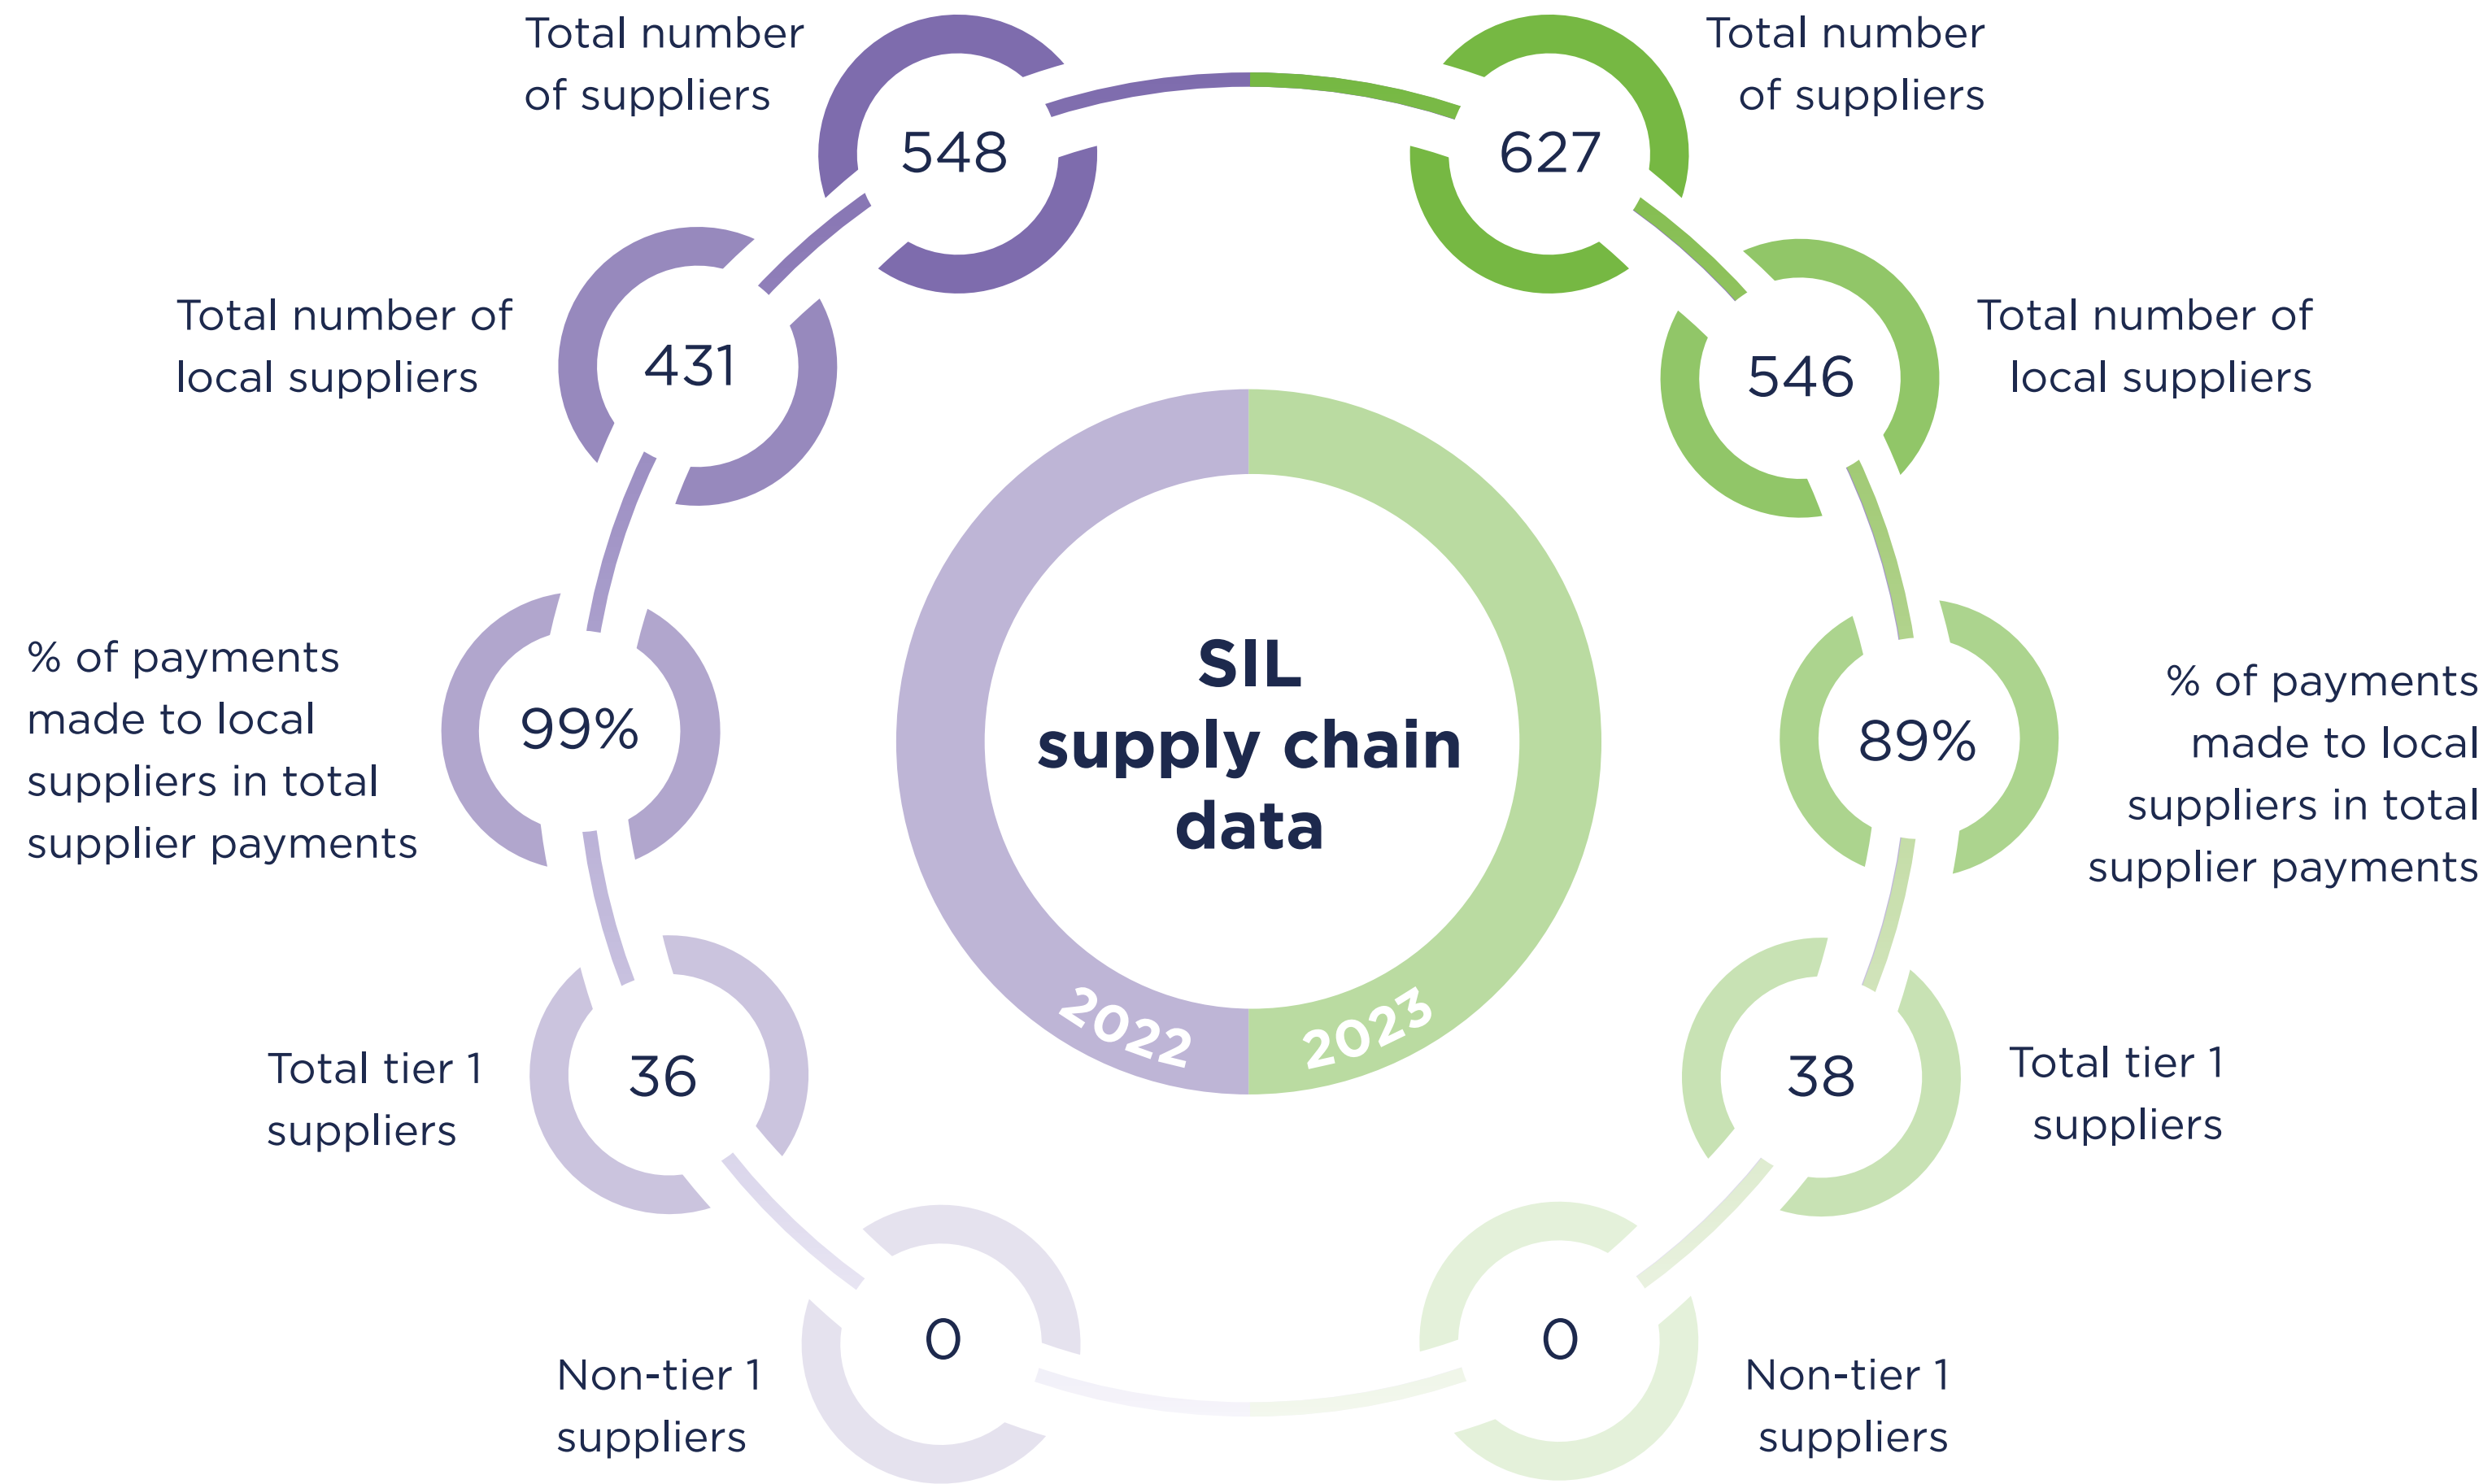 Total number
of suppliers
548
Total number of
local suppliers
431
% of payments
made to local
suppliers in total
supplier payments
99%
Total tier 1
suppliers
36
Non-tier 1
suppliers
0
SIL
supply chain
data
2022
2023
Total number
of suppliers
627
Total number of
local suppliers
546
% of payments
made to local
suppliers in total
supplier payments
89%
Total tier 1
suppliers
38
Non-tier 1
suppliers
0